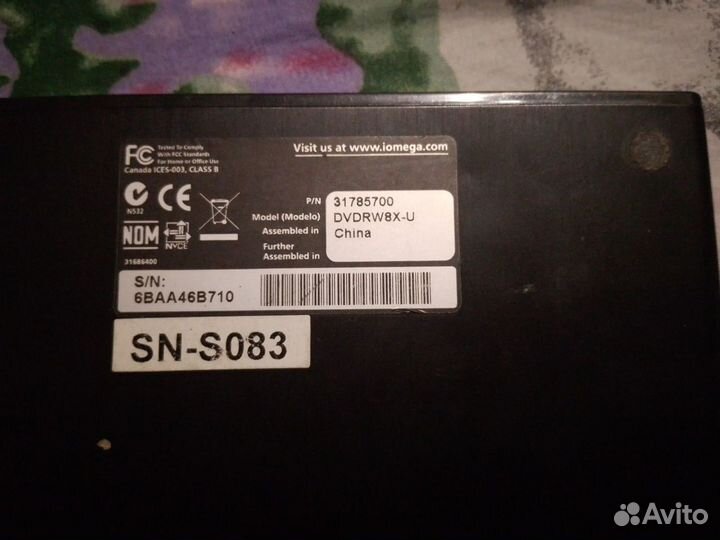 Visit us at www.iomega.com
FC
Tested To Comply
With FCC Standards
For Home or Office Use
Canada ICES-003, CLASS B
N532
CE
NOM
NYCE
31686400
P/N 31785700
Model (Modelo) DVDRW8X-U
Assembled in China
Further
Assembled in
S/N:
6BAA46B710
SN-S083
Avito